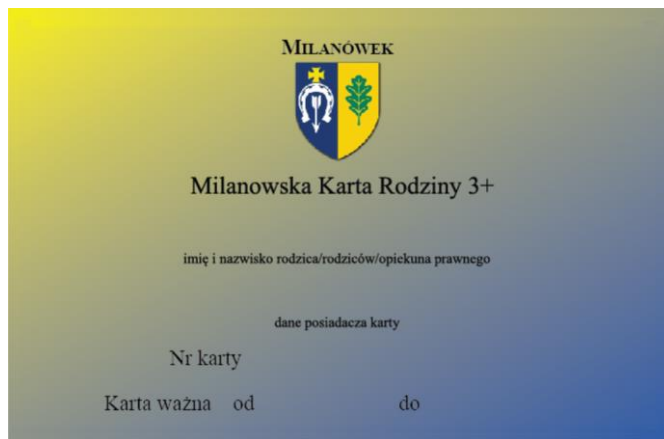 MILANÓWEK
Milanowska Karta Rodziny 3+
imię i nazwisko rodzica/rodziców/opiekuna prawnego
dane posiadacza karty
Nr karty
Karta ważna od do